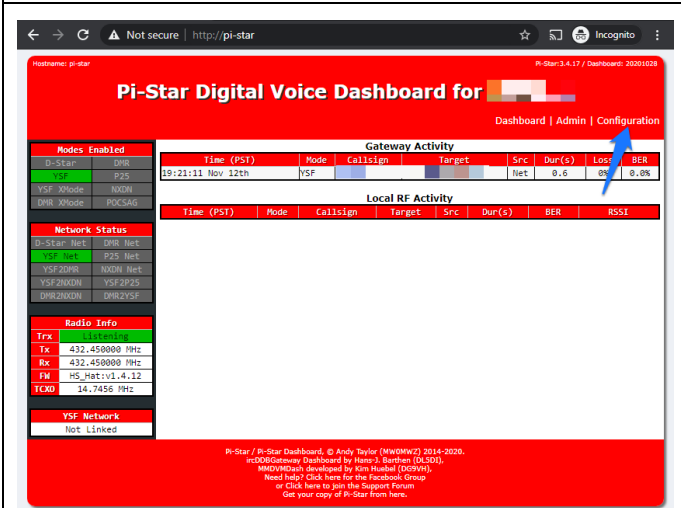 Not secure | http://pi-star
Incognito
Hostname: pi-star
Pi-Star:3.4.17 / Dashboard: 20201028
Pi-Star Digital Voice Dashboard for
Dashboard | Admin | Configuration
Modes Enabled
D-Star DMR
YSF P25
YSF XMode NXDN
DMR XMode POCSAG
Network Status
D-Star Net DMR Net
YSF Net P25 Net
YSF2DMR NXDN Net
YSF2NXDN YSF2P25
DMR2NXDN DMR2YSF
Radio Info
Trx Listening
Tx 432.450000 MHz
Rx 432.450000 MHz
FW HS_Hat:v1.4.12
TCXO 14.7456 MHz
YSF Network
Not Linked
Gateway Activity
Time (PST) Mode Callsign Target Src Dur(s) Loss BER
19:21:11 Nov 12th YSF Net 0.6 0% 0.0%
Local RF Activity
Time (PST) Mode Callsign Target Src Dur(s) BER RSSI
Pi-Star / Pi-Star Dashboard, © Andy Taylor (MW0MWZ) 2014-2020.
ircDDBGateway Dashboard by Hans-J. Barthen (DL5DI),
MMDVMDash developed by Kim Huebel (DG9VH),
Need help? Click here for the Facebook Group
or Click here to join the Support Forum
Get your copy of Pi-Star from here.